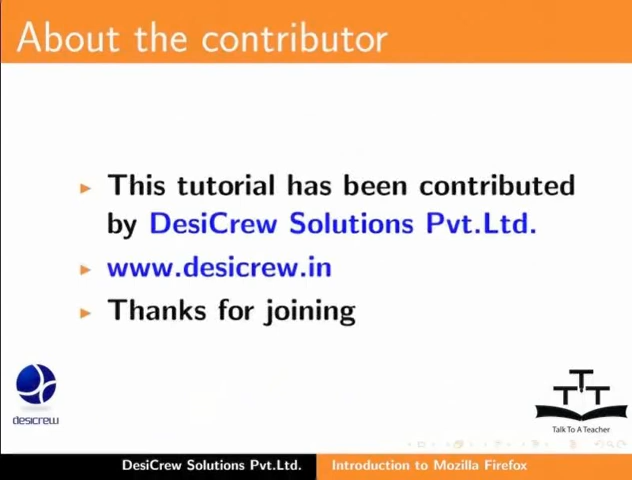 About the contributor
This tutorial has been contributed
by DesiCrew Solutions Pvt.Ltd.
www.desicrew.in
Thanks for joining
desicrew
TTT
Talk To A Teacher
DesiCrew Solutions Pvt.Ltd. Introduction to Mozilla Firefox